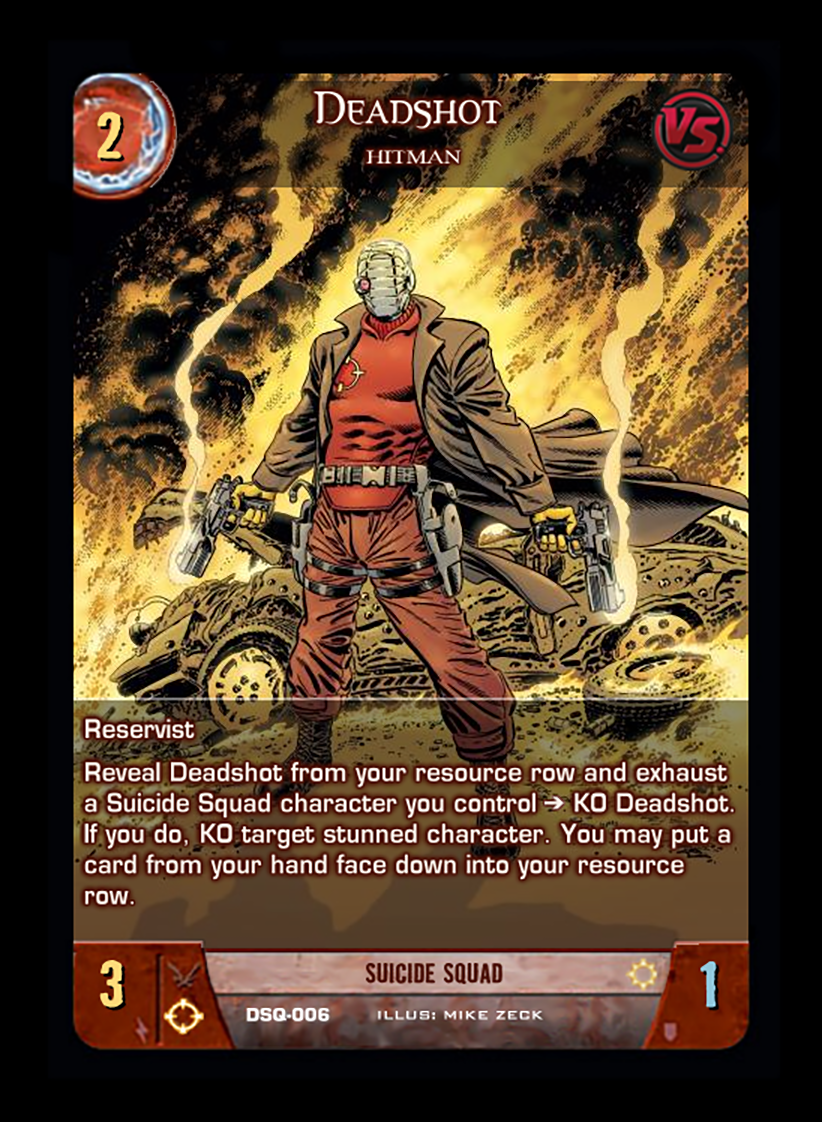 2
DEADSHOT
HITMAN
VS.
Reservist
Reveal Deadshot from your resource row and exhaust
a Suicide Squad character you control ➔ KO Deadshot.
If you do, KO target stunned character. You may put a
card from your hand face down into your resource
row.
3
SUICIDE SQUAD
1
DSQ-006 ILLUS: MIKE ZECK